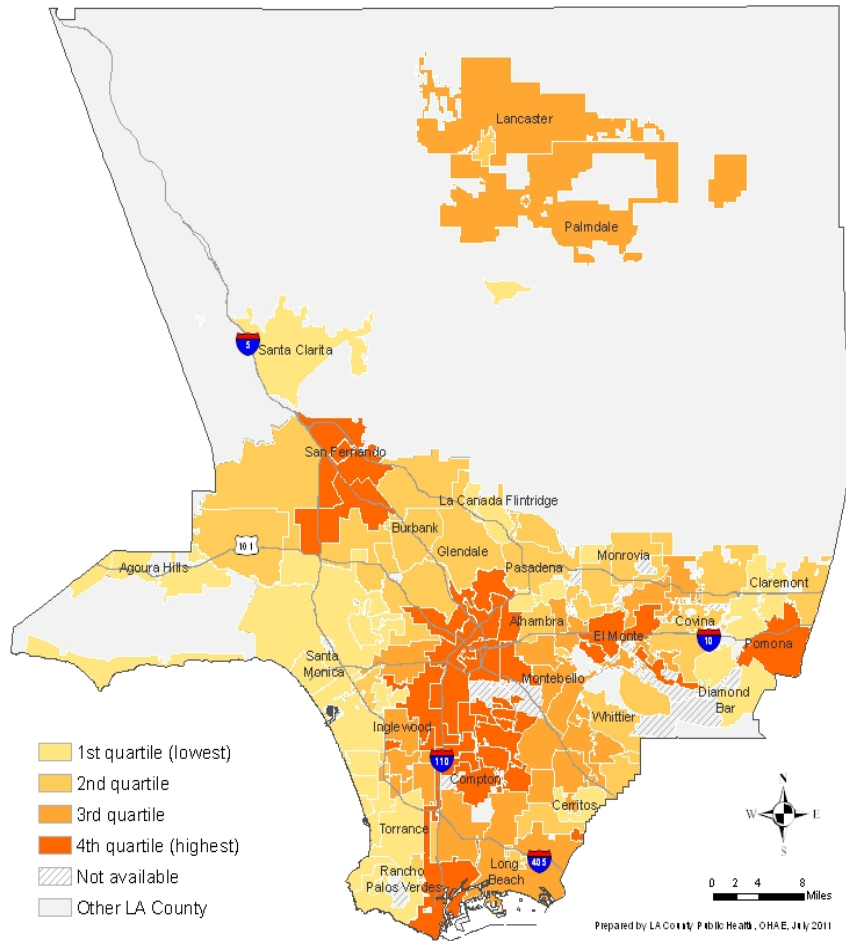 Lancaster
Palmdale
5
Santa Clarita
San Fernando
La Canada Flintridge
Burbank
101
Glendale
Pasadena
Monrovia
Agoura Hills
Claremont
Alhambra
El Monte
Covina
10
Pomona
Santa
Monica
Montebello
Diamond
Bar
Whittier
Inglewood
110
Compton
Cerritos
Torrance
405
Long
Beach
Rancho
Palos Verdes
1st quartile (lowest)
2nd quartile
3rd quartile
4th quartile (highest)
Not available
Other LA County
N
W
E
S
0 2 4 8
Miles
Prepared by LA County Public Health, OHAE, July 2011